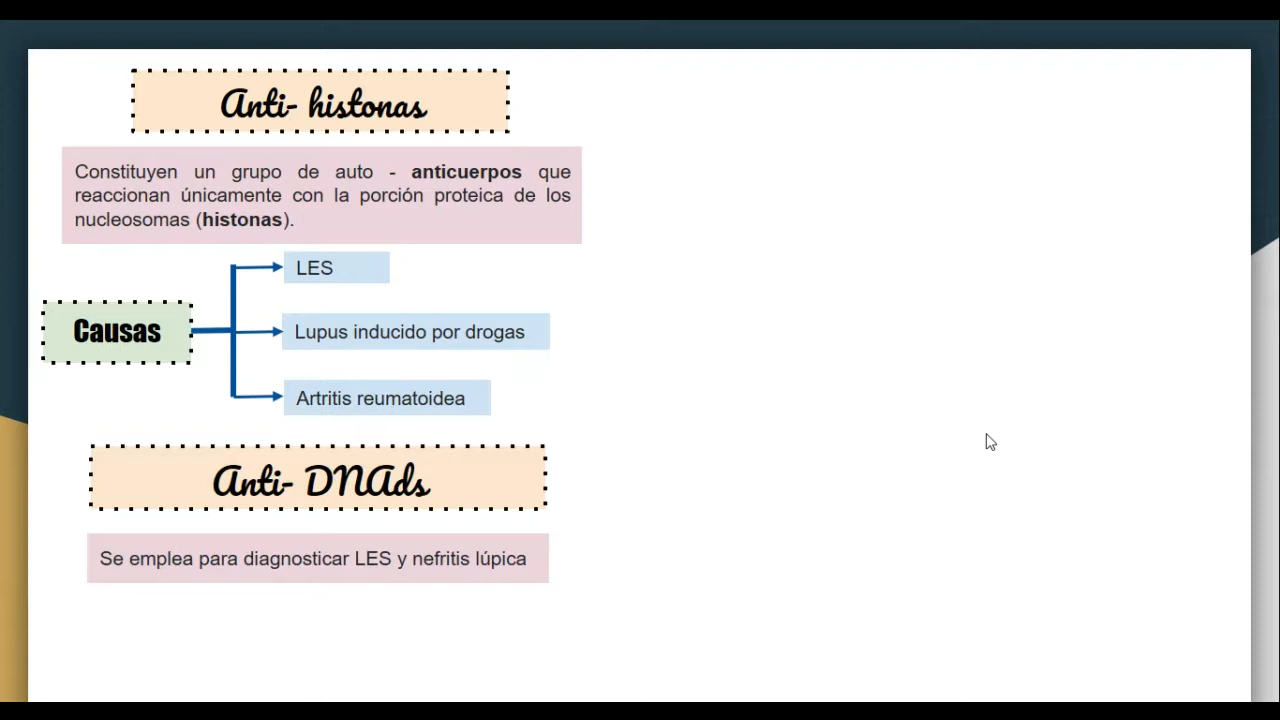 Anti- histonas
Constituyen un grupo de auto - anticuerpos que
reaccionan únicamente con la porción proteica de los
nucleosomas (histonas).
LES
Causas
Lupus inducido por drogas
Artritis reumatoidea
Anti- DNAds
Se emplea para diagnosticar LES y nefritis lúpica